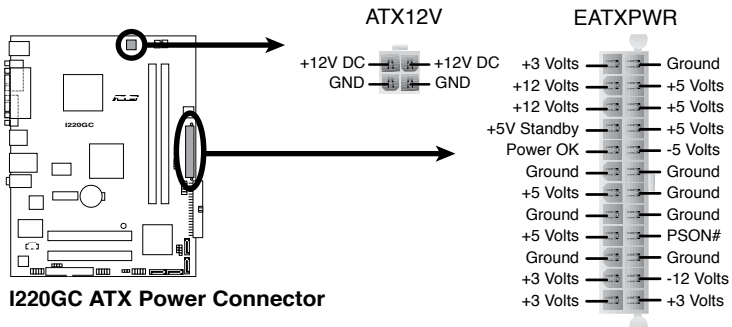 ATX12V
+12V DC +12V DC
GND GND
EATXPWR
+3 Volts Ground
+12 Volts +5 Volts
+12 Volts +5 Volts
+5V Standby +5 Volts
Power OK -5 Volts
Ground Ground
+5 Volts Ground
Ground Ground
+5 Volts PSON#
Ground Ground
+3 Volts -12 Volts
+3 Volts +3 Volts
ASUS
I220GC
I220GC ATX Power Connector